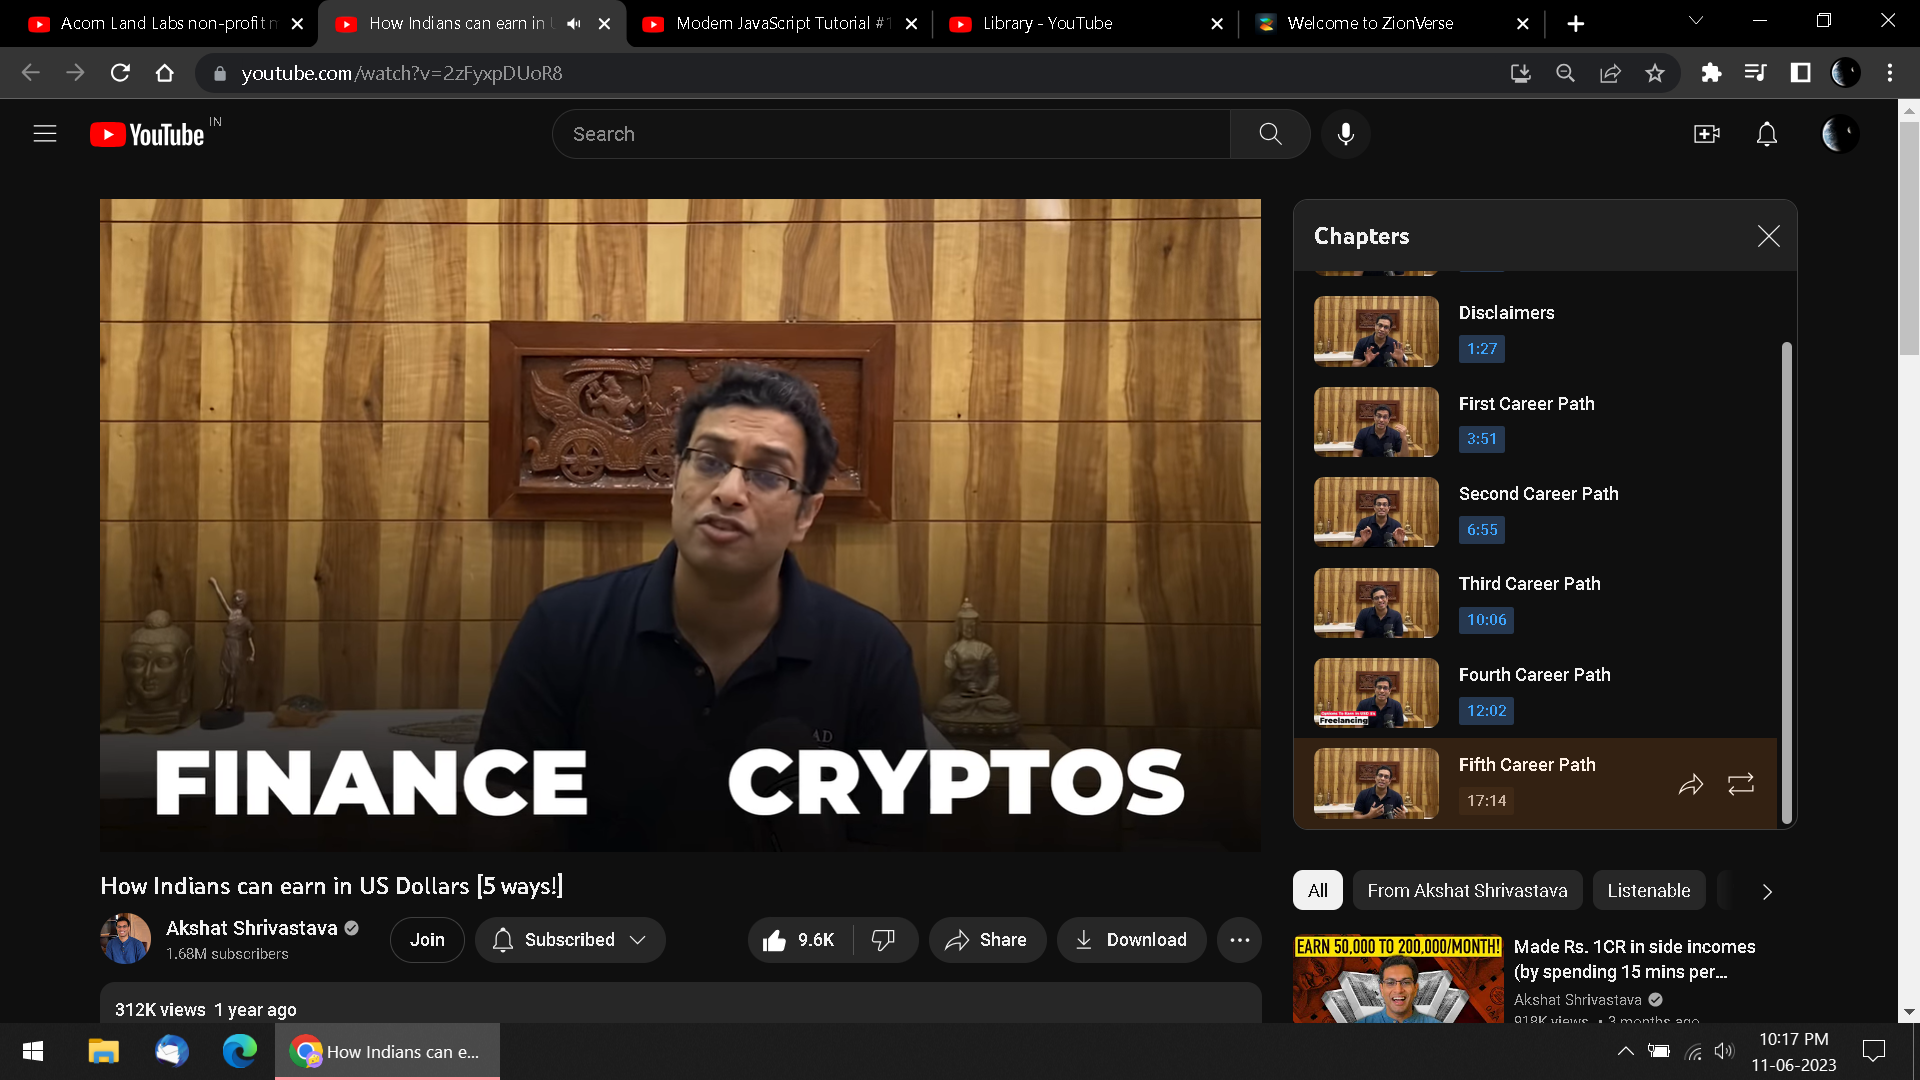 Acorn Land Labs non-profit
How Indians can earn in
Modern JavaScript Tutorial #1
Library - YouTube
Welcome to ZionVerse
youtube.com/watch?v=2zFyxpDUoR8
YouTube IN
Search
FINANCE CRYPTOS
Chapters
Disclaimers
1:27
First Career Path
3:51
Second Career Path
6:55
Third Career Path
10:06
Fourth Career Path
12:02
Freelancing
Fifth Career Path
17:14
How Indians can earn in US Dollars [5 ways!]
Akshat Shrivastava
1.68M subscribers
Join
Subscribed
9.6K
Share
Download
312K views 1 year ago
All
From Akshat Shrivastava
Listenable
EARN 50,000 TO 200,000/MONTH!
Made Rs. 1CR in side incomes
(by spending 15 mins per...
Akshat Shrivastava
918K views • 3 months ago
How Indians can e...
10:17 PM
11-06-2023